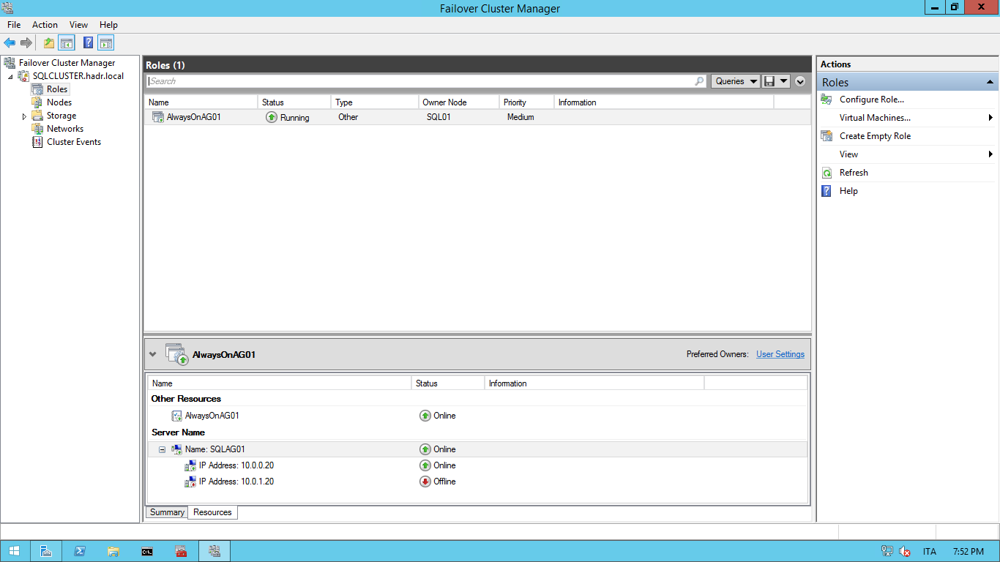 Failover Cluster Manager
File Action View Help
Failover Cluster Manager
SQLCLUSTER.hadr.local
Roles
Nodes
Storage
Networks
Cluster Events
Roles (1)
Search
Queries
Name Status Type Owner Node Priority Information
AlwaysOnAG01 Running Other SQL01 Medium
AlwaysOnAG01
Preferred Owners: User Settings
Name Status Information
Other Resources
AlwaysOnAG01 Online
Server Name
Name: SQLAG01 Online
IP Address: 10.0.0.20 Online
IP Address: 10.0.1.20 Offline
Summary Resources
Actions
Roles
Configure Role...
Virtual Machines...
Create Empty Role
View
Refresh
Help
ITA 7:52 PM